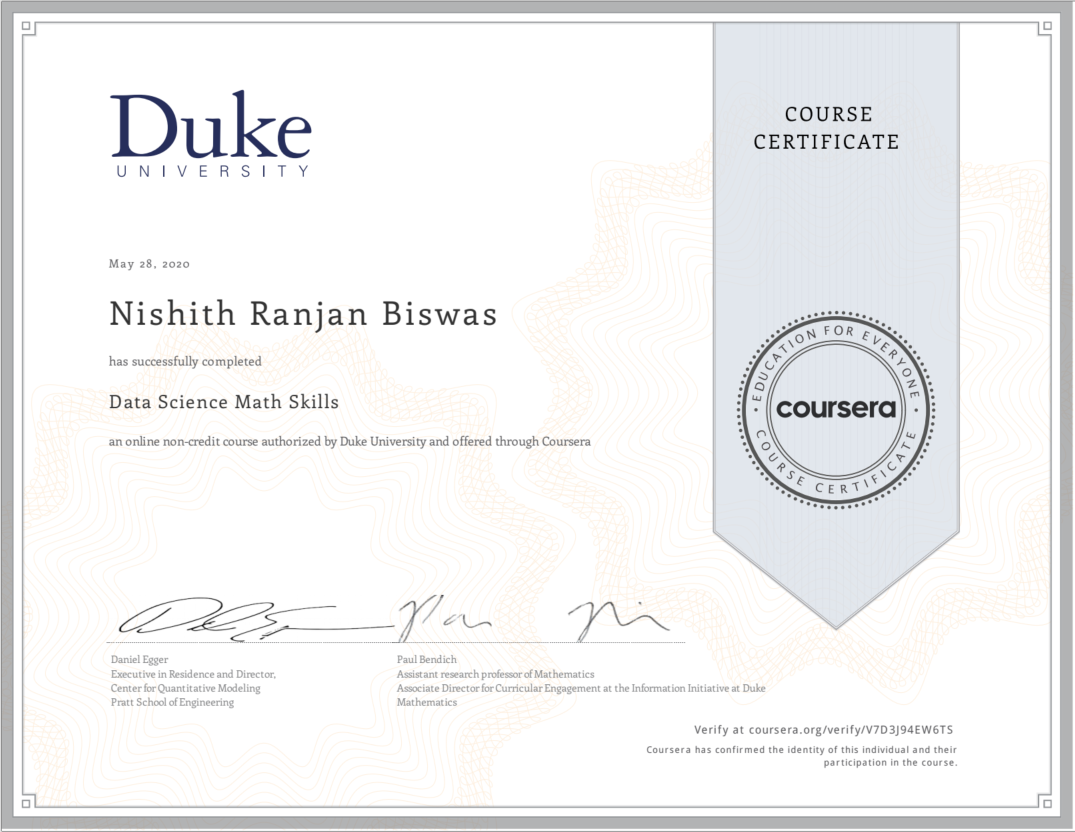 Duke
UNIVERSITY
COURSE
CERTIFICATE
May 28, 2020
Nishith Ranjan Biswas
has successfully completed
Data Science Math Skills
an online non-credit course authorized by Duke University and offered through Coursera
EDUCATION FOR EVERYONE
coursera
COURSE CERTIFICATE
Daniel Egger
Executive in Residence and Director,
Center for Quantitative Modeling
Pratt School of Engineering
Paul Bendich
Assistant research professor of Mathematics
Associate Director for Curricular Engagement at the Information Initiative at Duke
Mathematics
Verify at coursera.org/verify/V7D3J94EW6TS
Coursera has confirmed the identity of this individual and their
participation in the course.